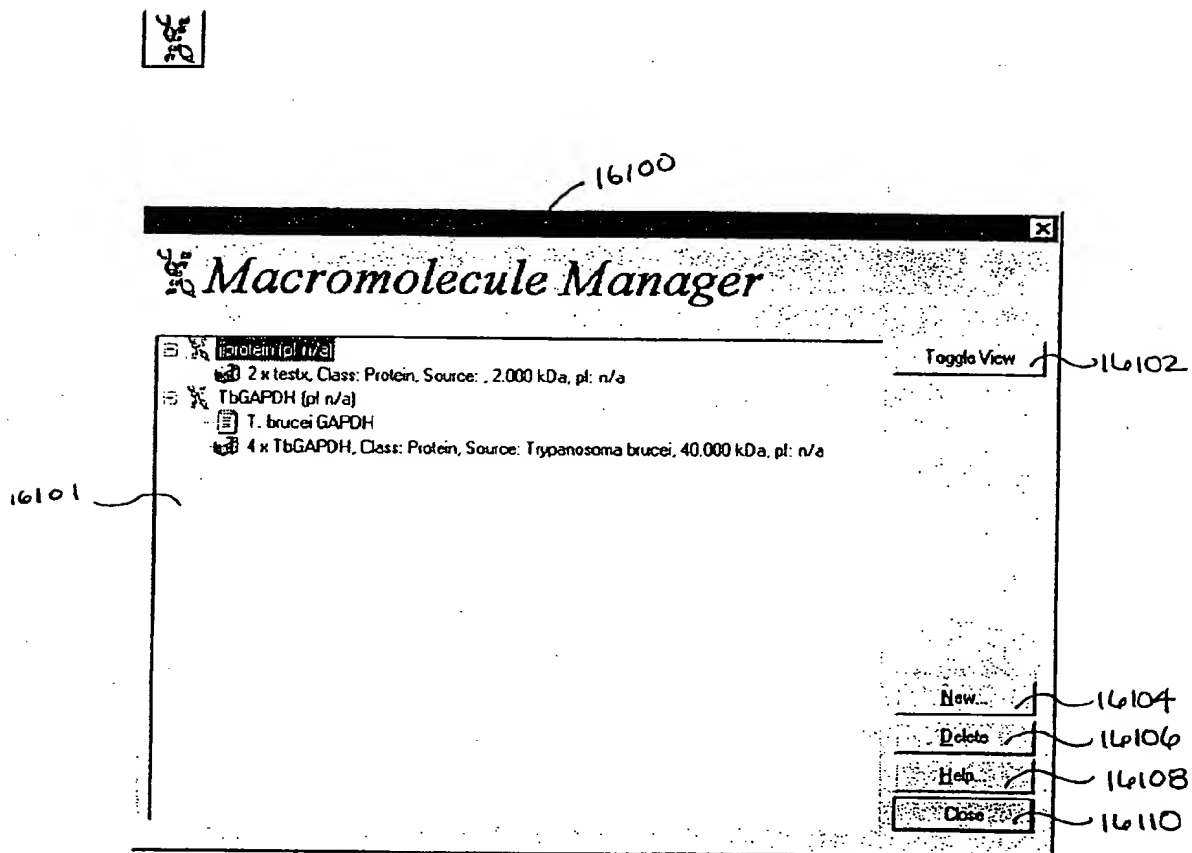 16100
Macromolecule Manager
(pI n/a)
2 x testx, Class: Protein, Source: , 2.000 kDa, pI: n/a
TbGAPDH (pI n/a)
T. brucei GAPDH
4 x TbGAPDH, Class: Protein, Source: Trypanosoma brucei, 40.000 kDa, pI: n/a
Toggle View
16102
16101
New...
16104
Delete
16106
Help...
16108
Close
16110